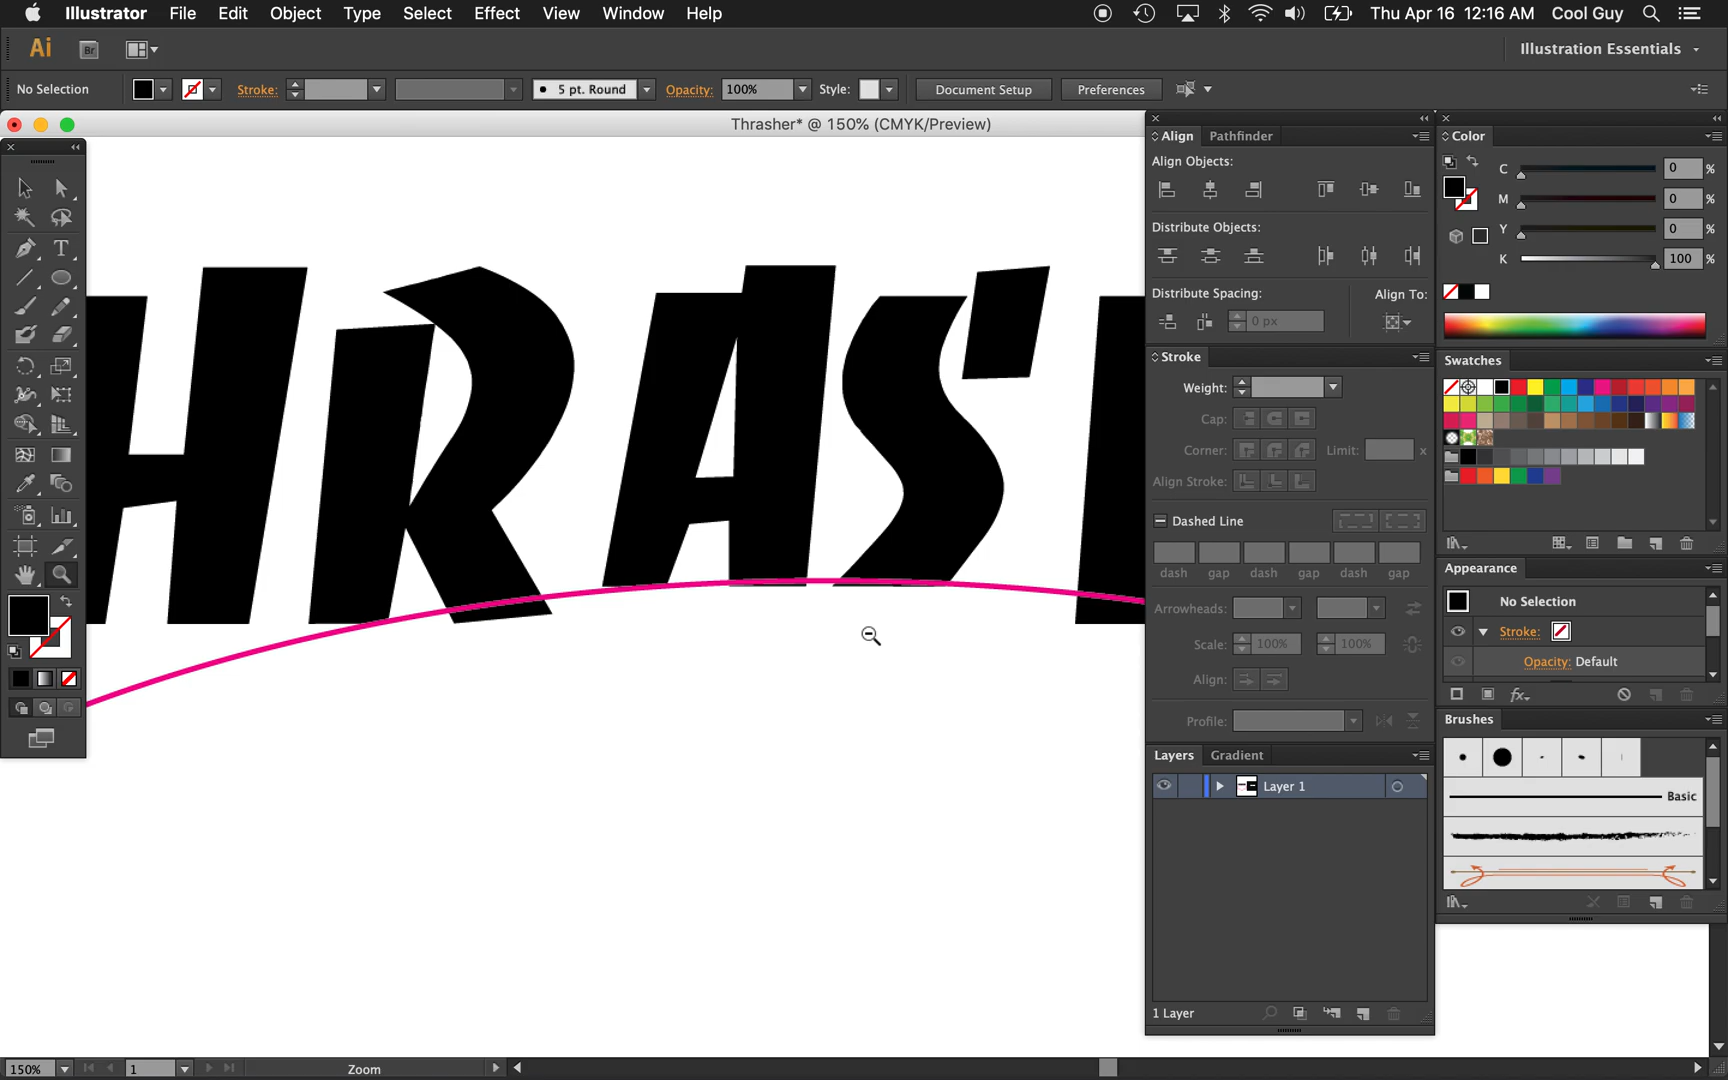 Illustrator File Edit Object Type Select Effect View Window Help Thu Apr 16 12:16 AM Cool Guy
Ai Br Illustration Essentials
No Selection Stroke: 5 pt. Round Opacity: 100% Style: Document Setup Preferences
Thrasher* @ 150% (CMYK/Preview)
Align Pathfinder
Align Objects:
Distribute Objects:
Distribute Spacing: Align To:
0 px
Stroke
Weight:
Cap:
Corner: Limit: x
Align Stroke:
Dashed Line
dash gap dash gap dash gap
Arrowheads:
Scale: 100% 100%
Align:
Profile:
Layers Gradient
Layer 1
1 Layer
Color
C 0 %
M 0 %
Y 0 %
K 100 %
Swatches
Appearance
No Selection
Stroke:
Opacity: Default
Brushes
Basic
HRAS
T
150% 1 Zoom